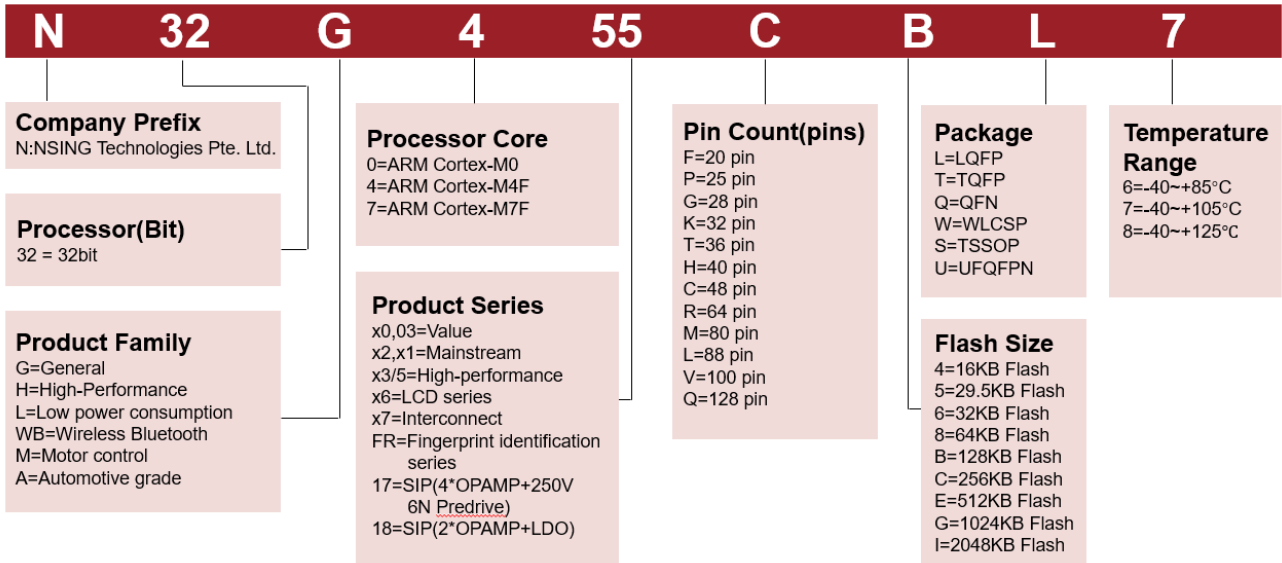 N 32 G 4 55 C B L 7
Company Prefix
N:NSING Technologies Pte. Ltd.
Processor(Bit)
32 = 32bit
Product Family
G=General
H=High-Performance
L=Low power consumption
WB=Wireless Bluetooth
M=Motor control
A=Automotive grade
Processor Core
0=ARM Cortex-M0
4=ARM Cortex-M4F
7=ARM Cortex-M7F
Product Series
x0,03=Value
x2,x1=Mainstream
x3/5=High-performance
x6=LCD series
x7=Interconnect
FR=Fingerprint identification
series
17=SIP(4*OPAMP+250V
6N Predrive)
18=SIP(2*OPAMP+LDO)
Pin Count(pins)
F=20 pin
P=25 pin
G=28 pin
K=32 pin
T=36 pin
H=40 pin
C=48 pin
R=64 pin
M=80 pin
L=88 pin
V=100 pin
Q=128 pin
Package
L=LQFP
T=TQFP
Q=QFN
W=WLCSP
S=TSSOP
U=UFQFPN
Flash Size
4=16KB Flash
5=29.5KB Flash
6=32KB Flash
8=64KB Flash
B=128KB Flash
C=256KB Flash
E=512KB Flash
G=1024KB Flash
I=2048KB Flash
Temperature
Range
6=-40~+85°C
7=-40~+105°C
8=-40~+125℃